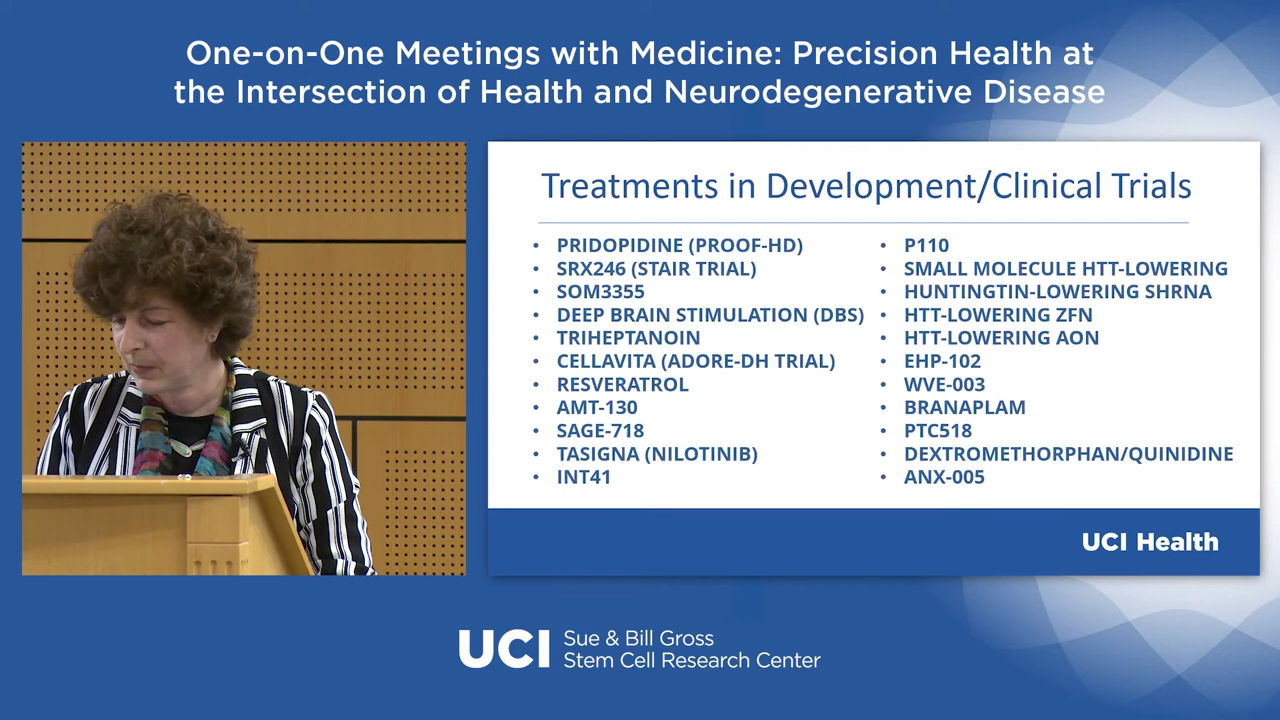 One-on-One Meetings with Medicine: Precision Health at
the Intersection of Health and Neurodegenerative Disease
Treatments in Development/Clinical Trials
• PRIDOPIDINE (PROOF-HD)
• SRX246 (STAIR TRIAL)
• SOM3355
• DEEP BRAIN STIMULATION (DBS)
• TRIHEPTANOIN
• CELLAVITA (ADORE-DH TRIAL)
• RESVERATROL
• AMT-130
• SAGE-718
• TASIGNA (NILOTINIB)
• INT41
• P110
• SMALL MOLECULE HTT-LOWERING
• HUNTINGTIN-LOWERING SHRNA
• HTT-LOWERING ZFN
• HTT-LOWERING AON
• EHP-102
• WVE-003
• BRANAPLAM
• PTC518
• DEXTROMETHORPHAN/QUINIDINE
• ANX-005
UCI Health
UCI
Sue & Bill Gross
Stem Cell Research Center